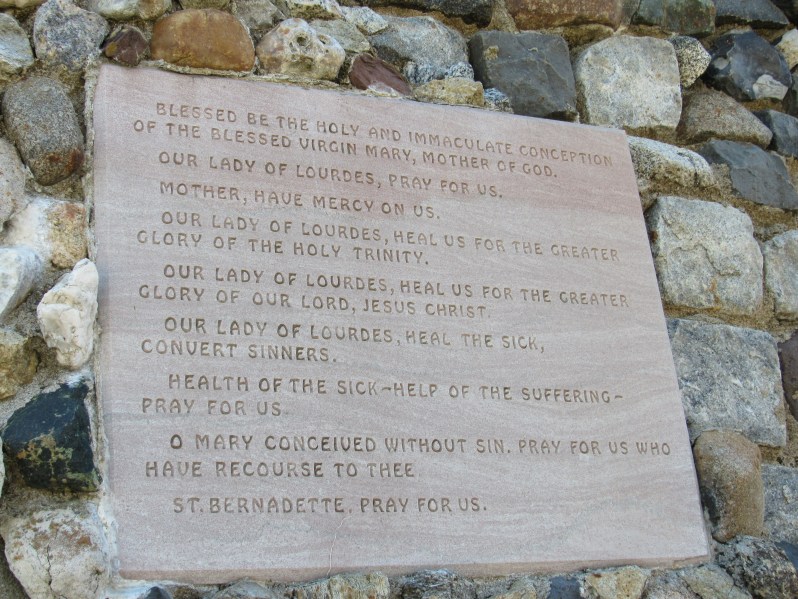 BLESSED BE THE HOLY AND IMMACULATE CONCEPTION
OF THE BLESSED VIRGIN MARY, MOTHER OF GOD.
OUR LADY OF LOURDES, PRAY FOR US.
MOTHER, HAVE MERCY ON US.
OUR LADY OF LOURDES, HEAL US FOR THE GREATER
GLORY OF THE HOLY TRINITY.
OUR LADY OF LOURDES, HEAL US FOR THE GREATER
GLORY OF OUR LORD, JESUS CHRIST.
OUR LADY OF LOURDES, HEAL THE SICK,
CONVERT SINNERS.
HEALTH OF THE SICK~HELP OF THE SUFFERING~
PRAY FOR US.
O MARY CONCEIVED WITHOUT SIN. PRAY FOR US WHO
HAVE RECOURSE TO THEE
ST. BERNADETTE. PRAY FOR US.